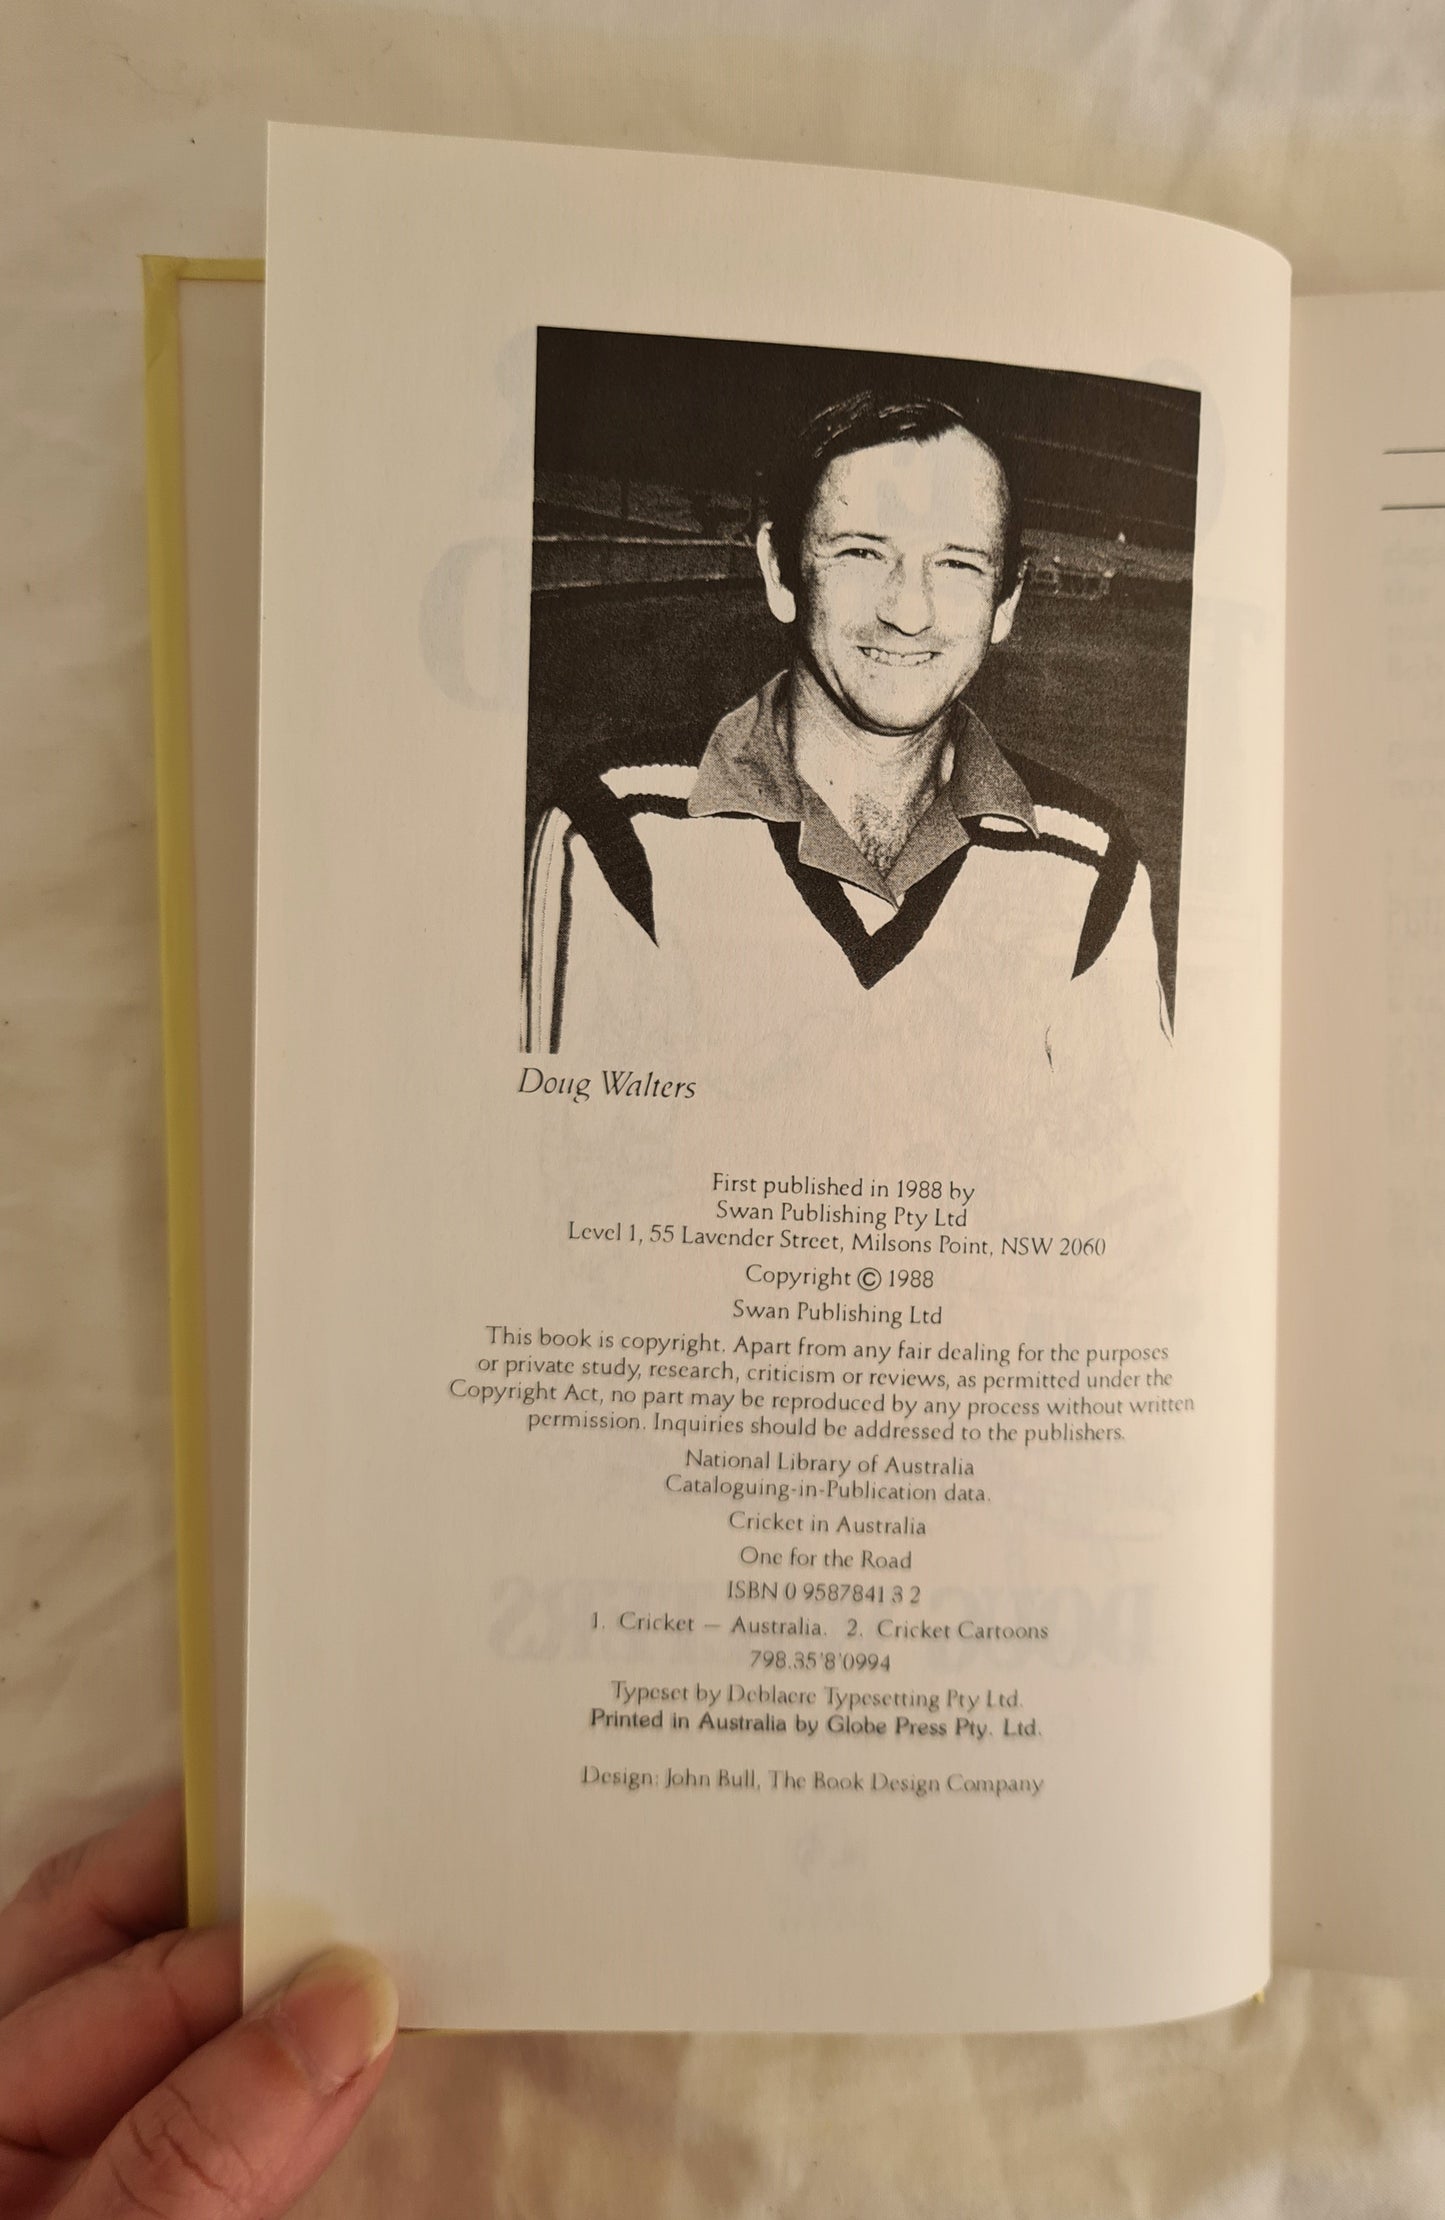 Doug Walters
First published in 1988 by
Swan Publishing Pty Ltd
Level 1, 55 Lavender Street, Milsons Point, NSW 2060
Copyright © 1988
Swan Publishing Ltd
This book is copyright. Apart from any fair dealing for the purposes
or private study, research, criticism or reviews, as permitted under the
Copyright Act, no part may be reproduced by any process without written
permission. Inquiries should be addressed to the publishers.
National Library of Australia
Cataloguing-in-Publication data.
Cricket in Australia
One for the Road
ISBN 0 9587841 3 2
1. Cricket — Australia. 2. Cricket Cartoons
798.35'8'0994
Typeset by Deblaere Typesetting Pty Ltd.
Printed in Australia by Globe Press Pty. Ltd.
Design: John Bull, The Book Design Company